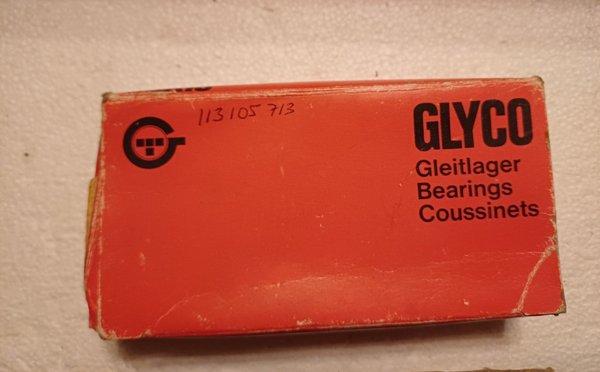 113105 713
GLYCO
Gleitlager
Bearings
Coussinets